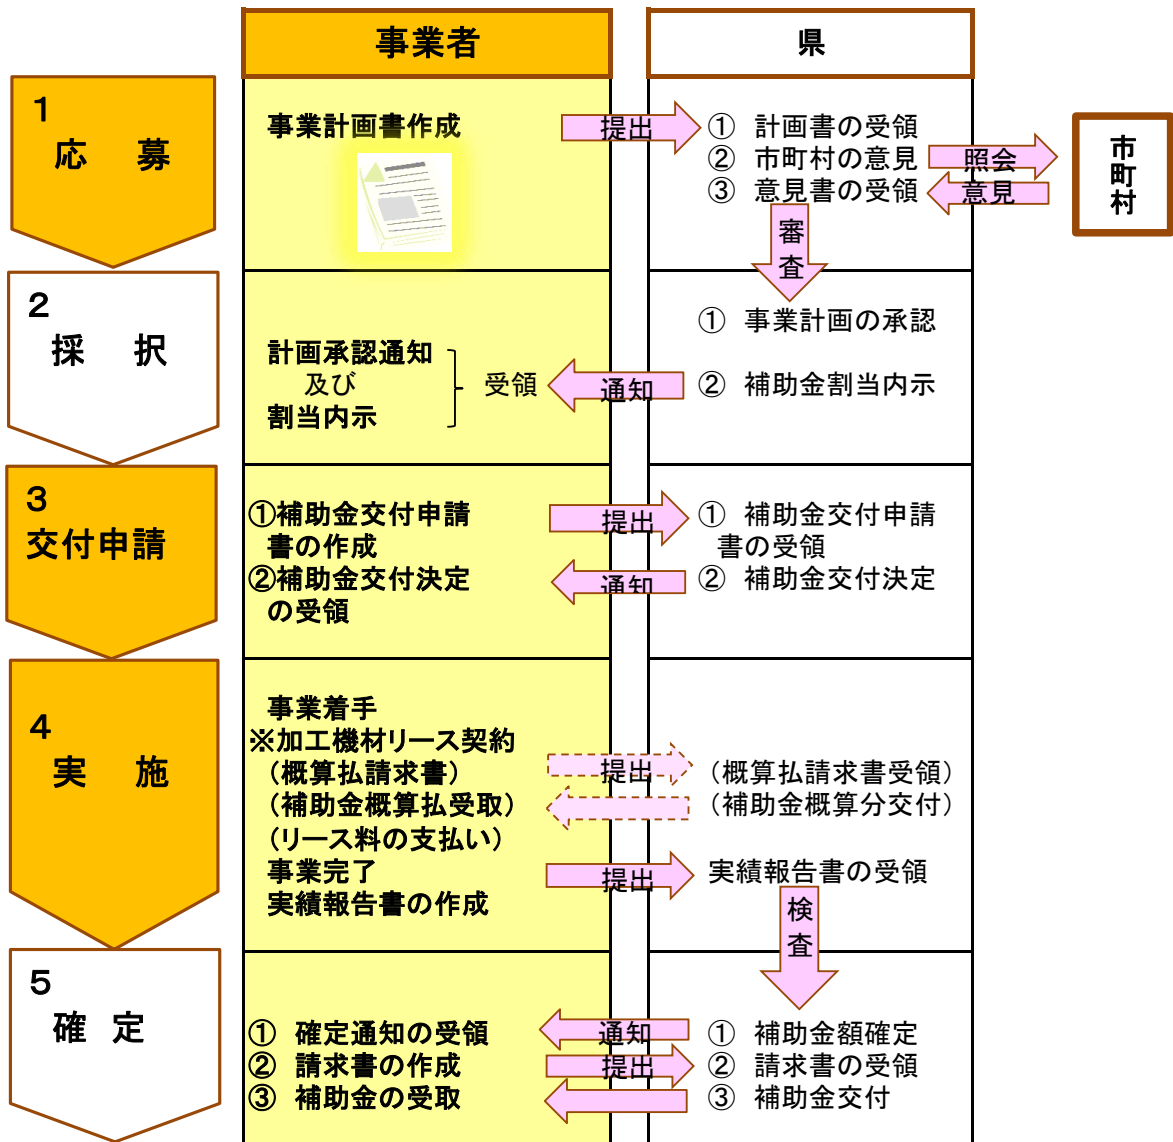 事業者
県
1
応 募
事業計画書作成
提出
① 計画書の受領
② 市町村の意見
③ 意見書の受領
照会
意見
市町村
審査
2
採 択
計画承認通知
及び
割当内示
受領
通知
① 事業計画の承認
② 補助金割当内示
3
交付申請
①補助金交付申請
書の作成
②補助金交付決定
の受領
提出
通知
① 補助金交付申請
書の受領
② 補助金交付決定
4
実 施
事業着手
※加工機材リース契約
(概算払請求書)
(補助金概算払受取)
(リース料の支払い)
事業完了
実績報告書の作成
提出
提出
(概算払請求書受領)
(補助金概算分交付)
実績報告書の受領
検査
5
確 定
① 確定通知の受領
② 請求書の作成
③ 補助金の受取
通知
提出
① 補助金額確定
② 請求書の受領
③ 補助金交付